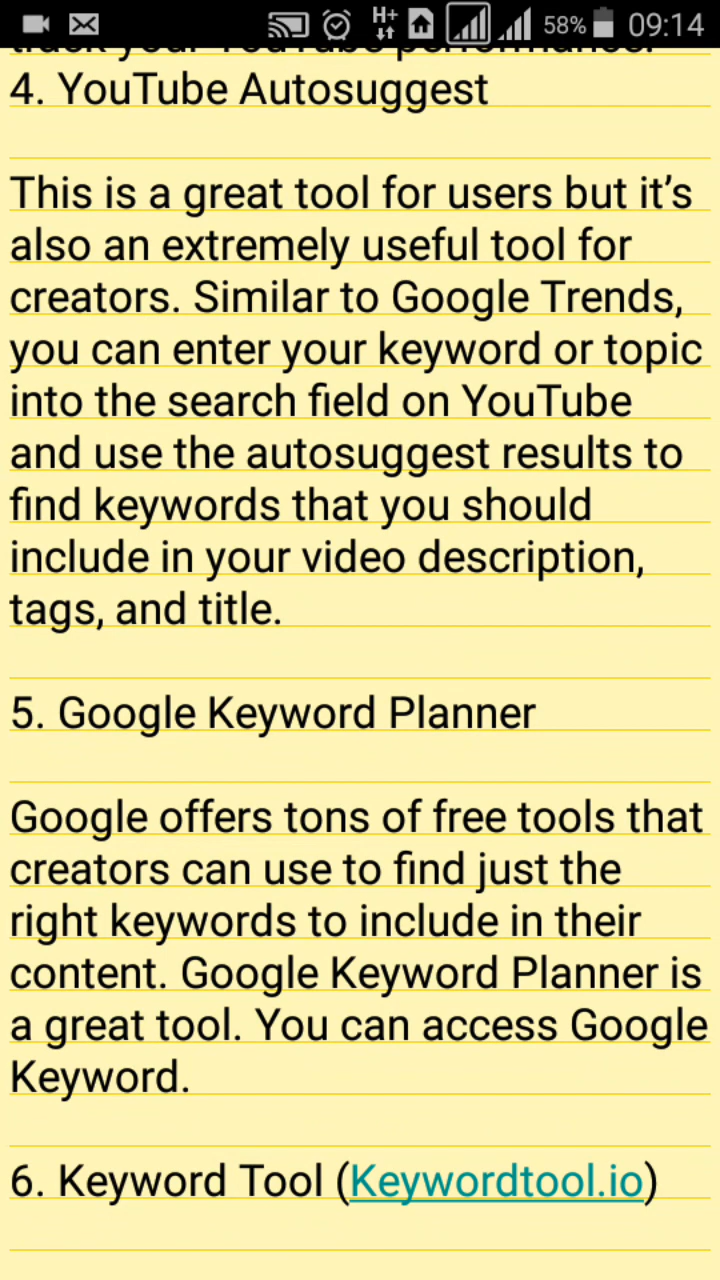 H+ 58% 09:14
track your YouTube performance.
4. YouTube Autosuggest
This is a great tool for users but it’s
also an extremely useful tool for
creators. Similar to Google Trends,
you can enter your keyword or topic
into the search field on YouTube
and use the autosuggest results to
find keywords that you should
include in your video description,
tags, and title.
5. Google Keyword Planner
Google offers tons of free tools that
creators can use to find just the
right keywords to include in their
content. Google Keyword Planner is
a great tool. You can access Google
Keyword.
6. Keyword Tool (Keywordtool.io)